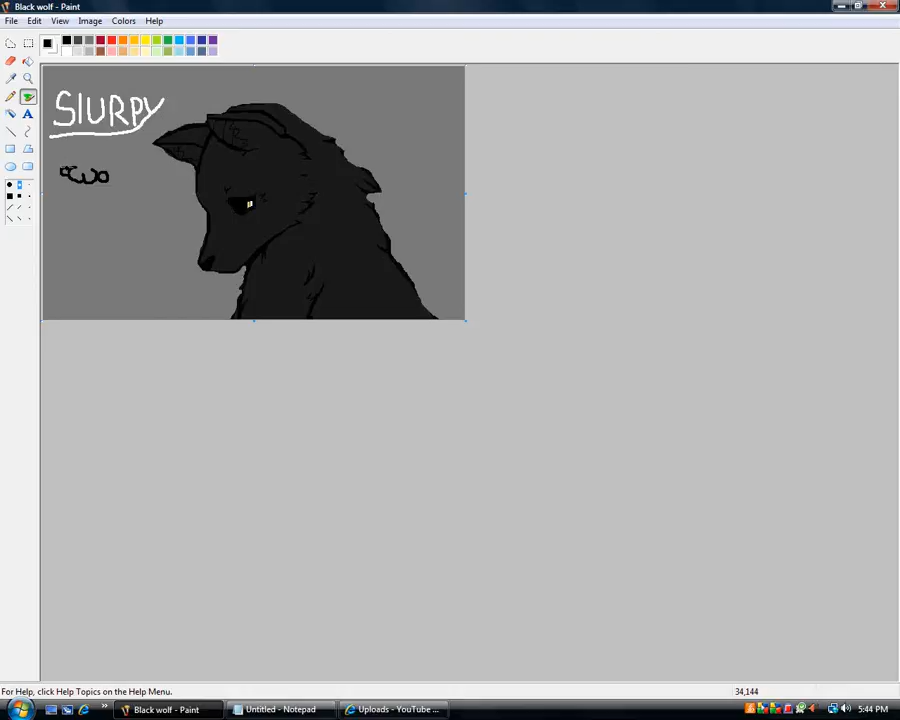 Black wolf - Paint
File Edit View Image Colors Help
SlURPY
For Help, click Help Topics on the Help Menu.
34,144
Black wolf - Paint
Untitled - Notepad
Uploads - YouTube ...
5:44 PM